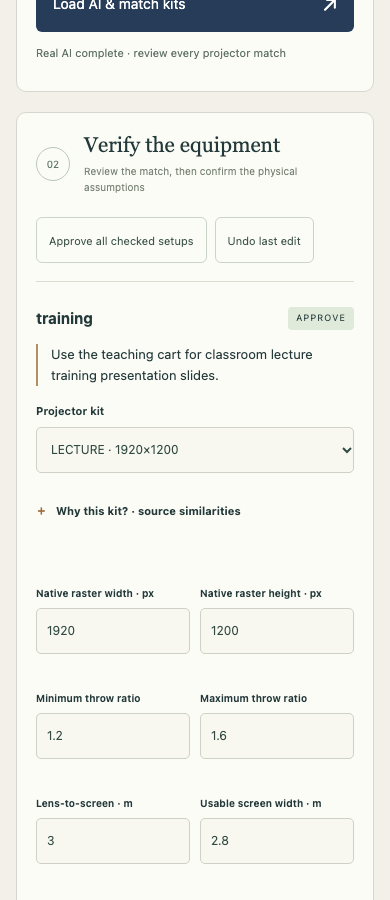 Load AI & match kits ↗
Real AI complete · review every projector match
02
Verify the equipment
Review the match, then confirm the physical
assumptions
Approve all checked setups
Undo last edit
training
APPROVE
Use the teaching cart for classroom lecture
training presentation slides.
Projector kit
LECTURE · 1920×1200
+ Why this kit? · source similarities
Native raster width · px
Native raster height · px
1920
1200
Minimum throw ratio
Maximum throw ratio
1.2
1.6
Lens-to-screen · m
Usable screen width · m
3
2.8